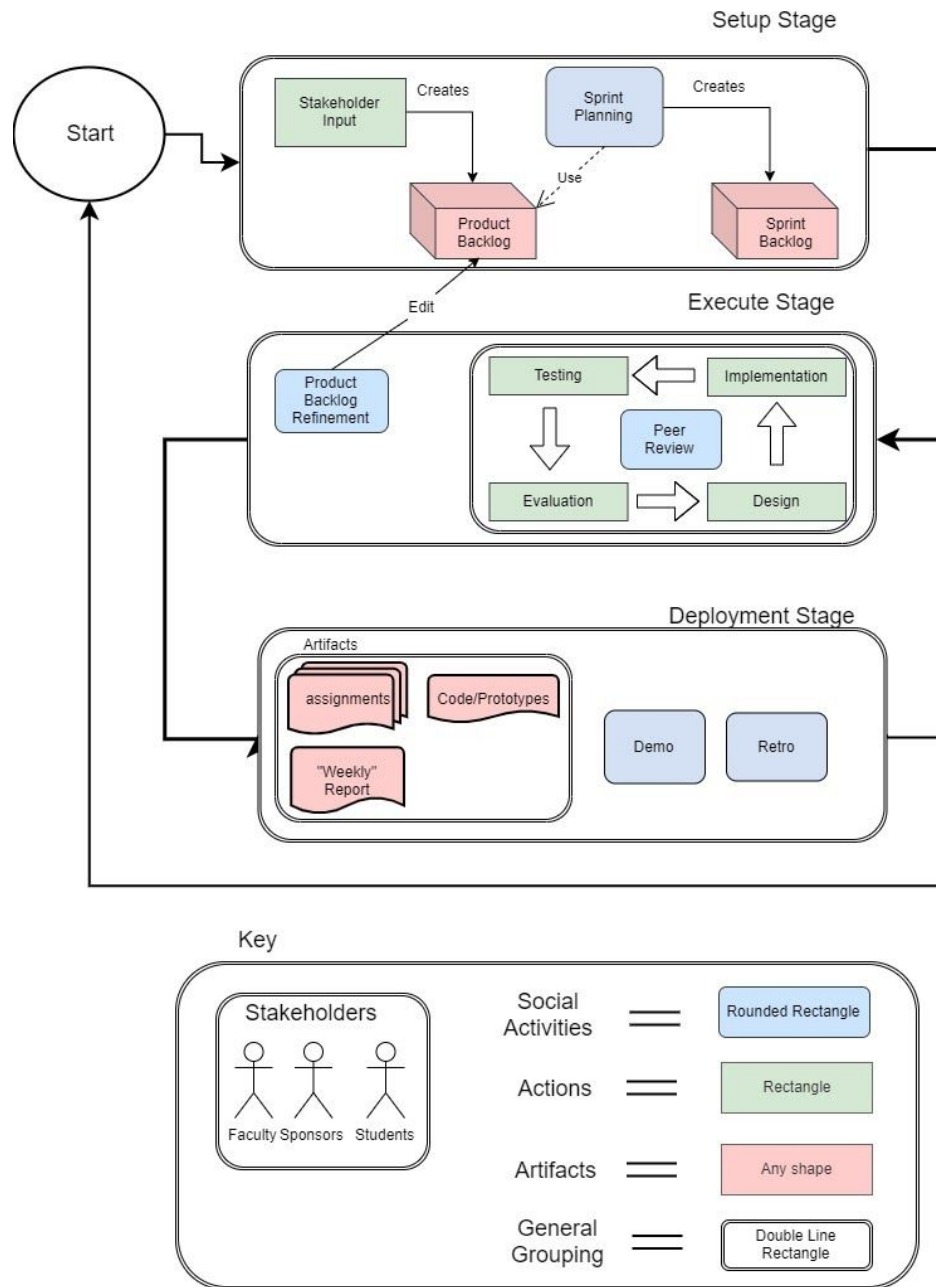 Setup Stage
Start
Stakeholder
Input
Creates
Sprint
Planning
Creates
Use
Product
Backlog
Sprint
Backlog
Edit
Execute Stage
Product
Backlog
Refinement
Testing
Implementation
Peer
Review
Evaluation
Design
Deployment Stage
Artifacts
assignments
Code/Prototypes
"Weekly"
Report
Demo
Retro
Key
Stakeholders
Faculty
Sponsors
Students
Social
Activities
Rounded Rectangle
Actions
Rectangle
Artifacts
Any shape
General
Grouping
Double Line
Rectangle